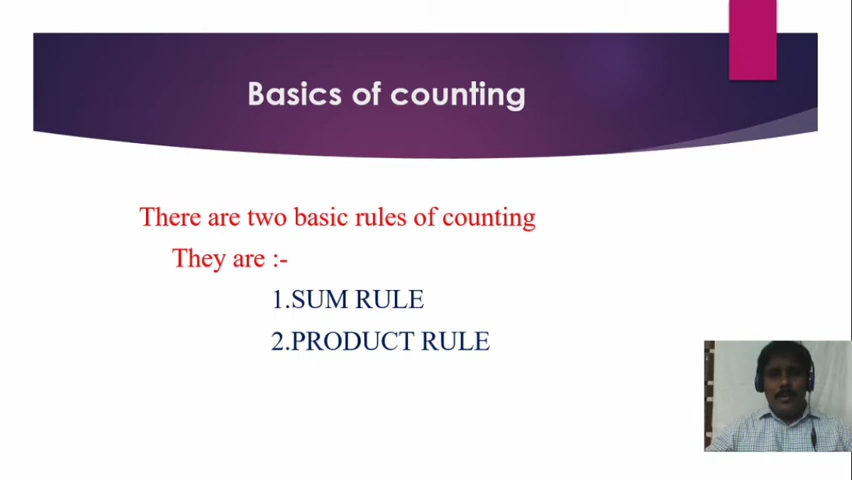 Basics of counting
There are two basic rules of counting
They are :-
1.SUM RULE
2.PRODUCT RULE